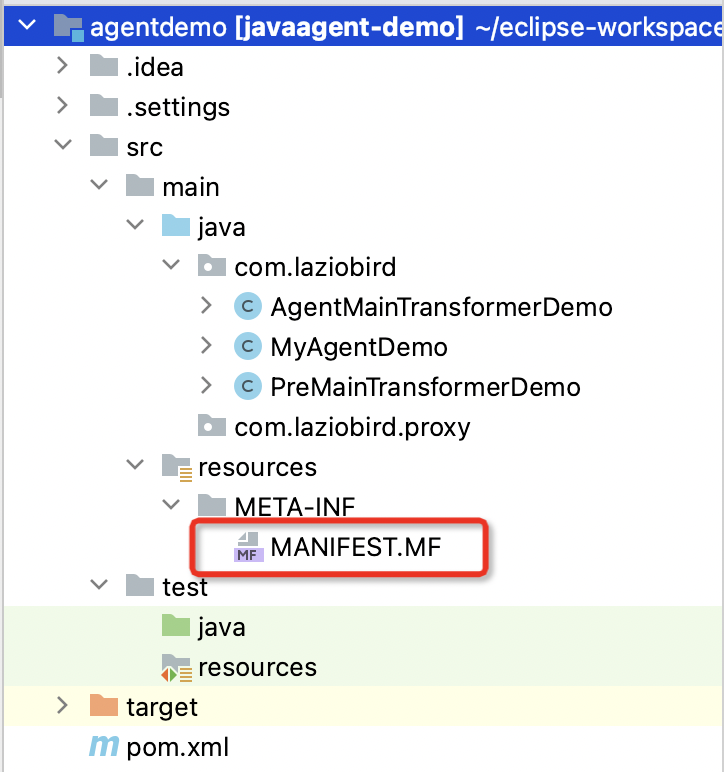 agentdemo [javaagent-demo] ~/eclipse-workspace
.idea
.settings
src
main
java
com.laziobird
C AgentMainTransformerDemo
C MyAgentDemo
C PreMainTransformerDemo
com.laziobird.proxy
resources
META-INF
MF MANIFEST.MF
test
java
resources
target
m pom.xml